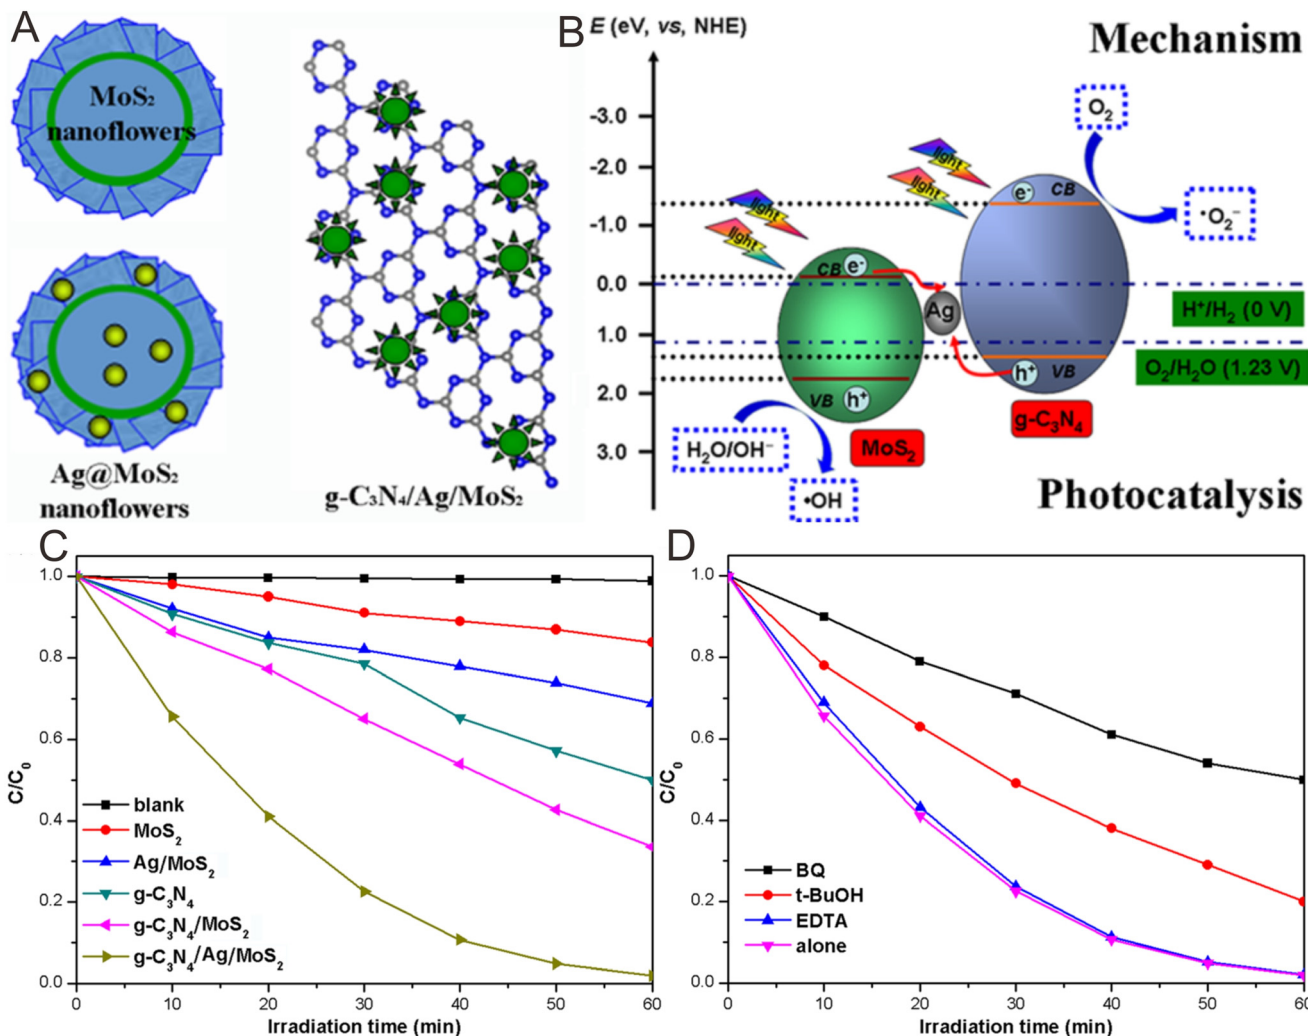 A
MoS₂
nanoflowers
Ag@MoS₂
nanoflowers
g-C₃N₄/Ag/MoS₂
B
E (eV, vs, NHE)
Mechanism
-3.0
-2.0
-1.0
0.0
1.0
2.0
3.0
light
light
light
light
O₂
•O₂⁻
e⁻
CB
CB
e⁻
Ag
H⁺/H₂ (0 V)
O₂/H₂O (1.23 V)
h⁺
VB
VB
h⁺
g-C₃N₄
MoS₂
H₂O/OH⁻
•OH
Photocatalysis
C
1.0
0.8
0.6
0.4
0.2
0.0
C/C₀
blank
MoS₂
Ag/MoS₂
g-C₃N₄
g-C₃N₄/MoS₂
g-C₃N₄/Ag/MoS₂
0 10 20 30 40 50 60
Irradiation time (min)
D
1.0
0.8
0.6
0.4
0.2
0.0
C/C₀
BQ
t-BuOH
EDTA
alone
0 10 20 30 40 50 60
Irradiation time (min)